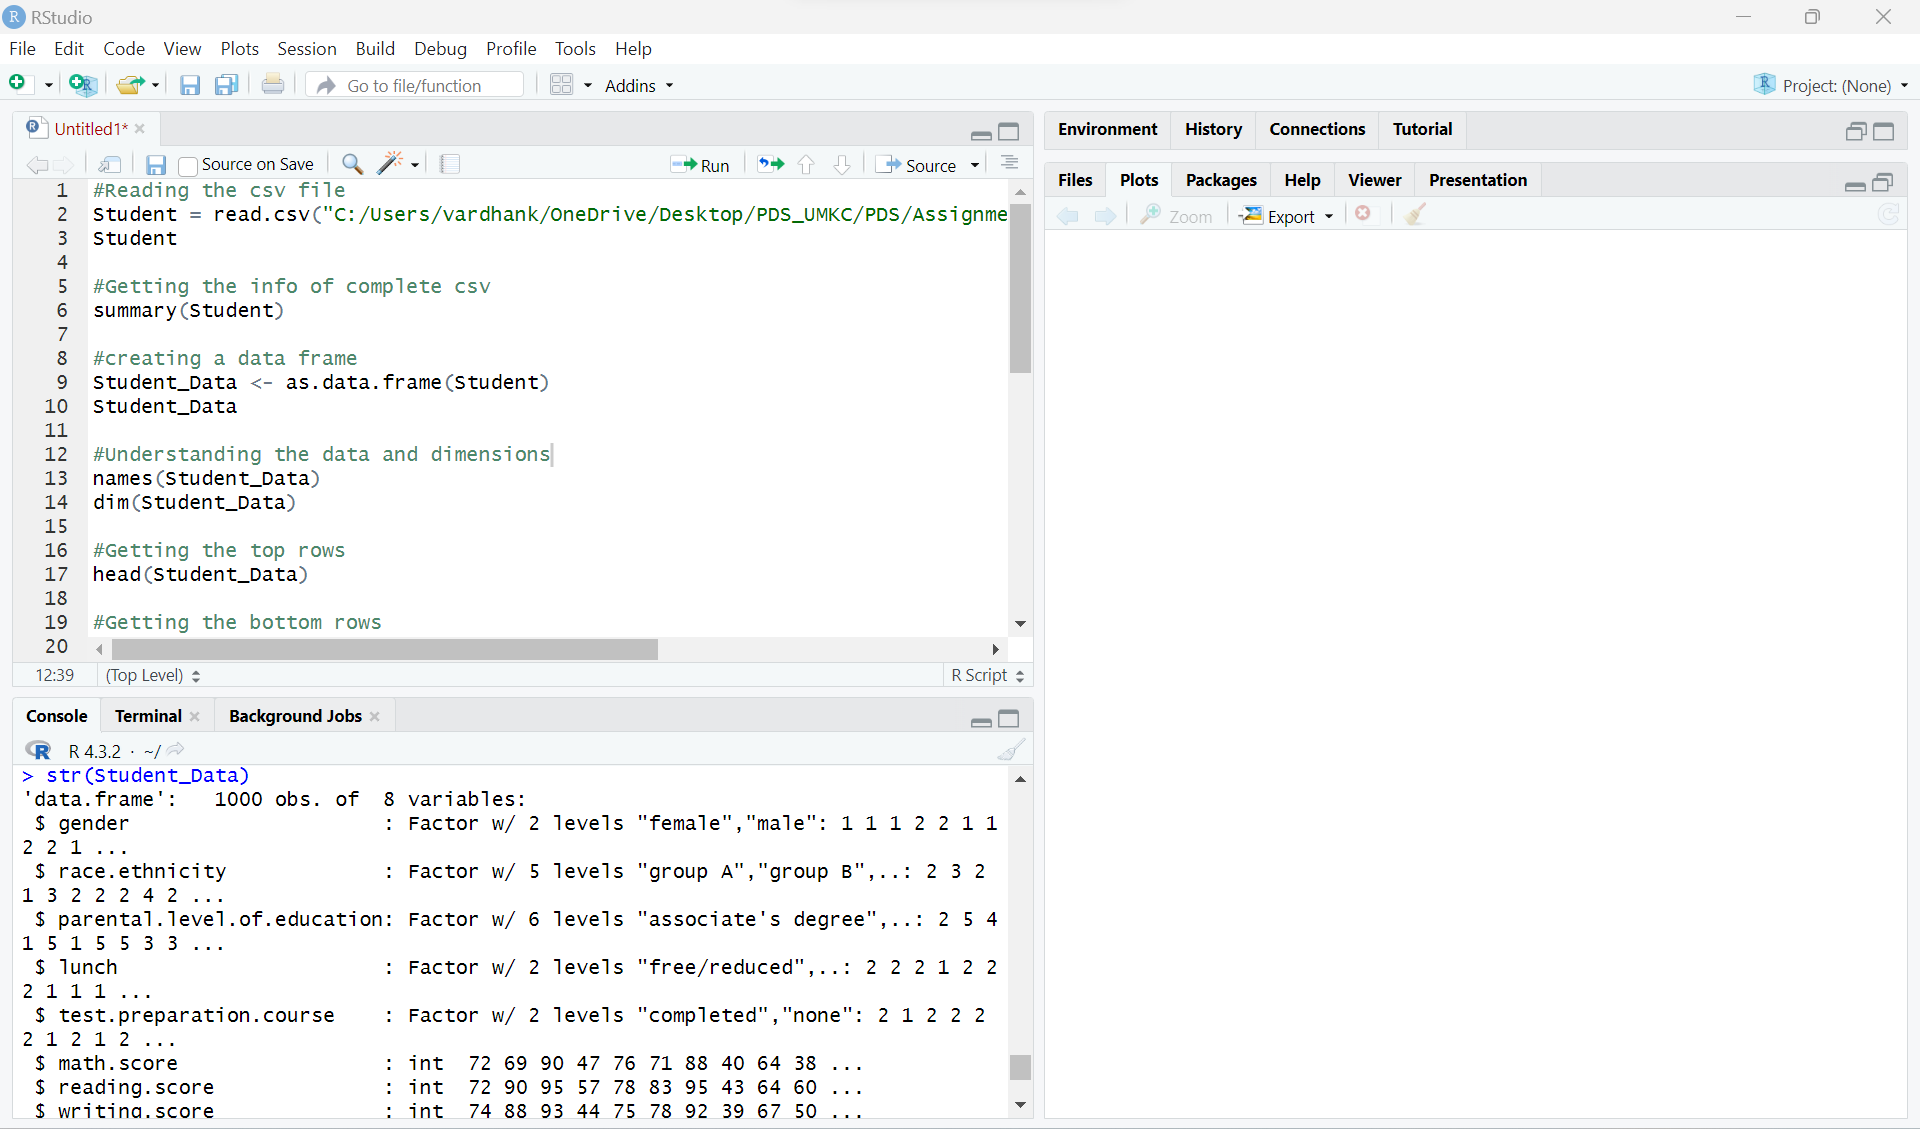 RStudio
File Edit Code View Plots Session Build Debug Profile Tools Help
Go to file/function Addins Project: (None)
Untitled1*
Source on Save Run Source
1 #Reading the csv file
2 Student = read.csv("C:/Users/vardhank/OneDrive/Desktop/PDS_UMKC/PDS/Assignme
3 Student
4
5 #Getting the info of complete csv
6 summary(Student)
7
8 #creating a data frame
9 Student_Data <- as.data.frame(Student)
10 Student_Data
11
12 #Understanding the data and dimensions
13 names(Student_Data)
14 dim(Student_Data)
15
16 #Getting the top rows
17 head(Student_Data)
18
19 #Getting the bottom rows
20
12:39 (Top Level) R Script
Console Terminal Background Jobs
R 4.3.2 · ~/
> str(Student_Data)
'data.frame': 1000 obs. of 8 variables:
$ gender : Factor w/ 2 levels "female","male": 1 1 1 2 2 1 1
2 2 1 ...
$ race.ethnicity : Factor w/ 5 levels "group A","group B",..: 2 3 2
1 3 2 2 2 4 2 ...
$ parental.level.of.education: Factor w/ 6 levels "associate's degree",..: 2 5 4
1 5 1 5 5 3 3 ...
$ lunch : Factor w/ 2 levels "free/reduced",..: 2 2 2 1 2 2
2 1 1 1 ...
$ test.preparation.course : Factor w/ 2 levels "completed","none": 2 1 2 2 2
2 1 2 1 2 ...
$ math.score : int 72 69 90 47 76 71 88 40 64 38 ...
$ reading.score : int 72 90 95 57 78 83 95 43 64 60 ...
$ writing.score : int 74 88 93 44 75 78 92 39 67 50 ...
Environment History Connections Tutorial
Files Plots Packages Help Viewer Presentation
Zoom Export